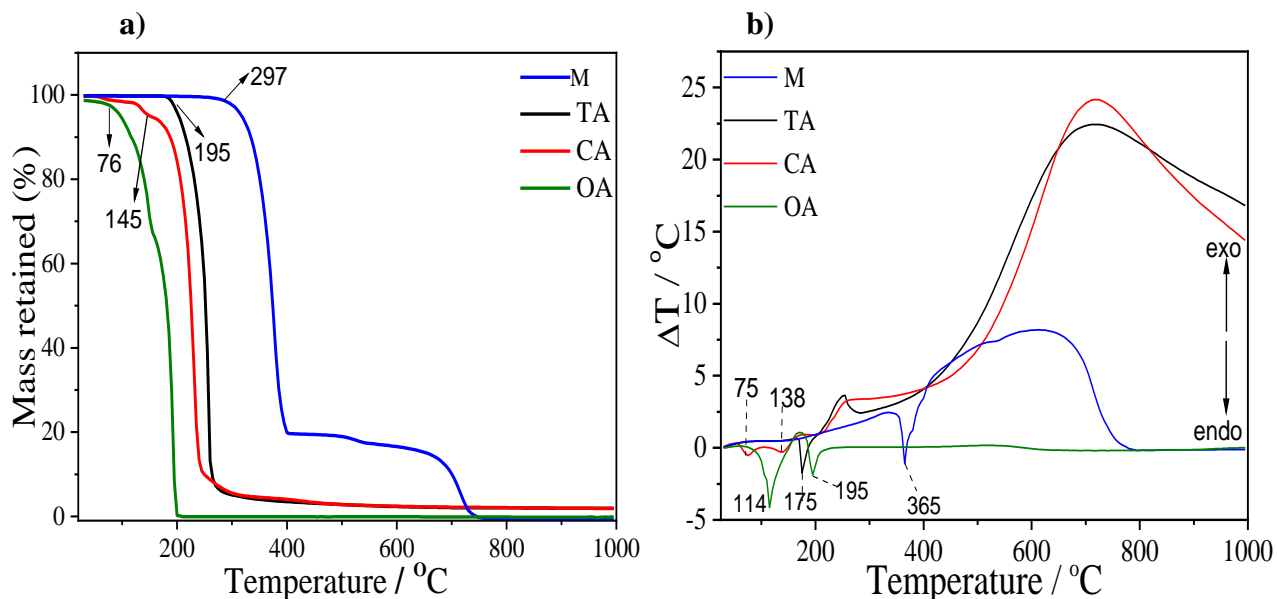 a)
100
80
60
40
20
0
Mass retained (%)
200
400
600
800
1000
Temperature / °C
297
195
76
145
M
TA
CA
OA
b)
25
20
15
10
5
0
-5
ΔT / °C
200
400
600
800
1000
Temperature / °C
M
TA
CA
OA
exo
endo
75
138
114
175
195
365